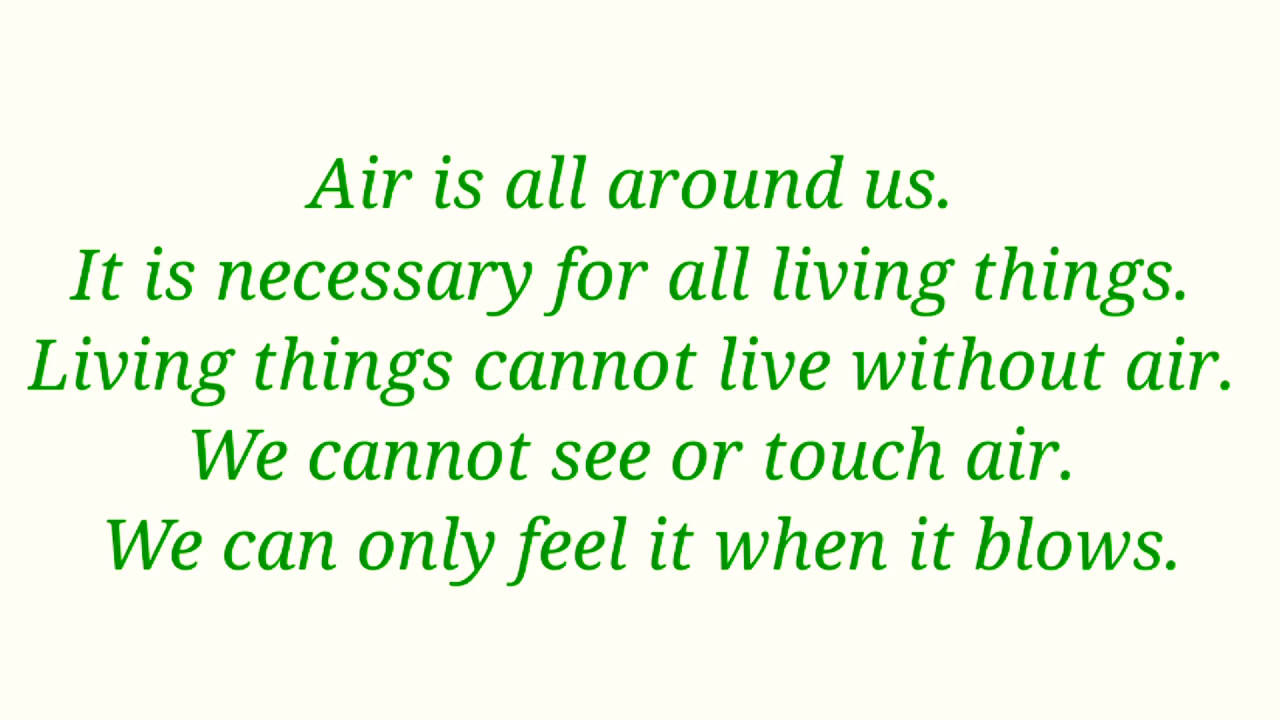 Air is all around us.
It is necessary for all living things.
Living things cannot live without air.
We cannot see or touch air.
We can only feel it when it blows.